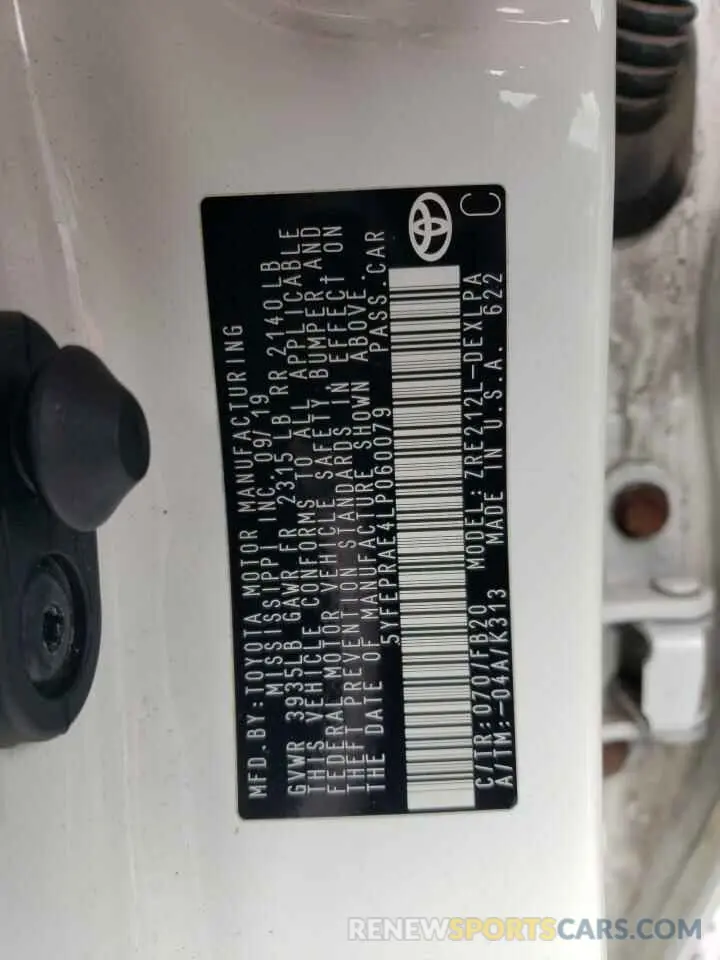 MFD.BY:TOYOTA MOTOR MANUFACTURING
MISSISSIPPI INC. 09/19
GVWR 3935LB GAWR FR 2315 LB RR 2140 LB
THIS VEHICLE CONFORMS TO ALL APPLICABLE
FEDERAL MOTOR VEHICLE SAFETY, BUMPER, AND
THEFT PREVENTION STANDARDS IN EFFECT ON
THE DATE OF MANUFACTURE SHOWN ABOVE.
5YFEPRAE4LP060079 PASS.CAR
C/TR:070/FB20 MODEL:ZRE212L-DEXLPA
A/TM:-04A/K313 MADE IN U.S.A. 622
C
RENEWSPORTSCARS.COM